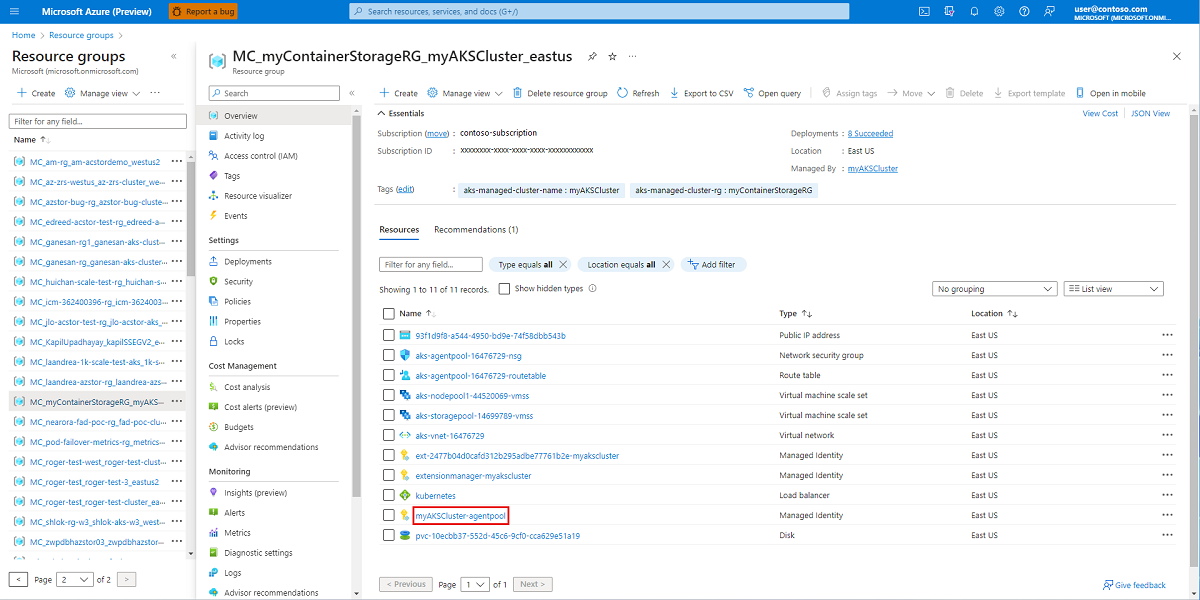 Microsoft Azure (Preview)
Report a bug
Search resources, services, and docs (G+/)
user@contoso.com
MICROSOFT (MICROSOFT.ONMI...
Home > Resource groups >
Resource groups
Microsoft (microsoft.onmicrosoft.com)
Create
Manage view
Filter for any field...
Name
MC_am-rg_am-acstordemo_westus2
MC_az-zrs-westus_az-zrs-cluster_we...
MC_azstor-bug-rg_azstor-bug-cluste...
MC_edreed-acstor-test-rg_edreed-a...
MC_ganesan-rg1_ganesan-aks-clust...
MC_ganesan-rg_ganesan-aks-cluster...
MC_huichan-scale-test-rg_huichan-s...
MC_icm-362400396-rg_icm-3624003...
MC_jlo-acstor-test-rg_jlo-acstor-aks_...
MC_KapilUpadhayay_kapilSSEGV2_e...
MC_laandrea-1k-scale-test-aks_1k-s...
MC_laandrea-azstor-rg_laandrea-azs...
MC_myContainerStorageRG_myAKS...
MC_nearora-fad-poc-rg_fad-poc-clu...
MC_pod-failover-metrics-rg_metrics...
MC_roger-test-west_roger-test-clust...
MC_roger-test_roger-test-3_eastus2
MC_roger-test_roger-test-cluster_ea...
MC_shlok-rg-w3_shlok-aks-w3_west...
MC_zwpdbhazstor03_zwpdbhazstor...
< Page 2 of 2 >
MC_myContainerStorageRG_myAKSCluster_eastus
Resource group
Search
Overview
Activity log
Access control (IAM)
Tags
Resource visualizer
Events
Settings
Deployments
Security
Policies
Properties
Locks
Cost Management
Cost analysis
Cost alerts (preview)
Budgets
Advisor recommendations
Monitoring
Insights (preview)
Alerts
Metrics
Diagnostic settings
Logs
Advisor recommendations
Create Manage view Delete resource group Refresh Export to CSV Open query Assign tags Move Delete Export template Open in mobile
Essentials
View Cost JSON View
Subscription (move) : contoso-subscription
Subscription ID : xxxxxxxx-xxxx-xxxx-xxxx-xxxxxxxxxxxx
Deployments : 8 Succeeded
Location : East US
Managed By : myAKSCluster
Tags (edit) : aks-managed-cluster-name : myAKSCluster aks-managed-cluster-rg : myContainerStorageRG
Resources Recommendations (1)
Filter for any field... Type equals all Location equals all Add filter
Showing 1 to 11 of 11 records. Show hidden types No grouping List view
Name Type Location
93f1d9f8-a544-4950-bd9e-74f58dbb543b Public IP address East US
aks-agentpool-16476729-nsg Network security group East US
aks-agentpool-16476729-routetable Route table East US
aks-nodepool1-44520069-vmss Virtual machine scale set East US
aks-storagepool-14699789-vmss Virtual machine scale set East US
aks-vnet-16476729 Virtual network East US
ext-2477b04d0cafd312b295adbe77761b2e-myakscluster Managed Identity East US
extensionmanager-myakscluster Managed Identity East US
kubernetes Load balancer East US
myAKSCluster-agentpool Managed Identity East US
pvc-10ecbb37-552d-45c6-9cf0-cca629e51a19 Disk East US
< Previous Page 1 of 1 Next >
Give feedback